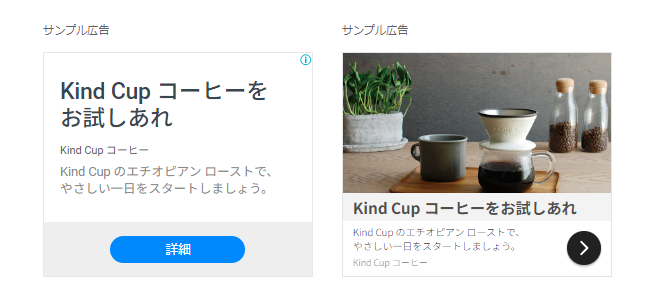 サンプル広告
Kind Cup コーヒーを
お試しあれ
Kind Cup コーヒー
Kind Cup のエチオピアン ローストで、
やさしい一日をスタートしましょう。
詳細
サンプル広告
Kind Cup コーヒーをお試しあれ
Kind Cup のエチオピアン ローストで、
やさしい一日をスタートしましょう。
Kind Cup コーヒー